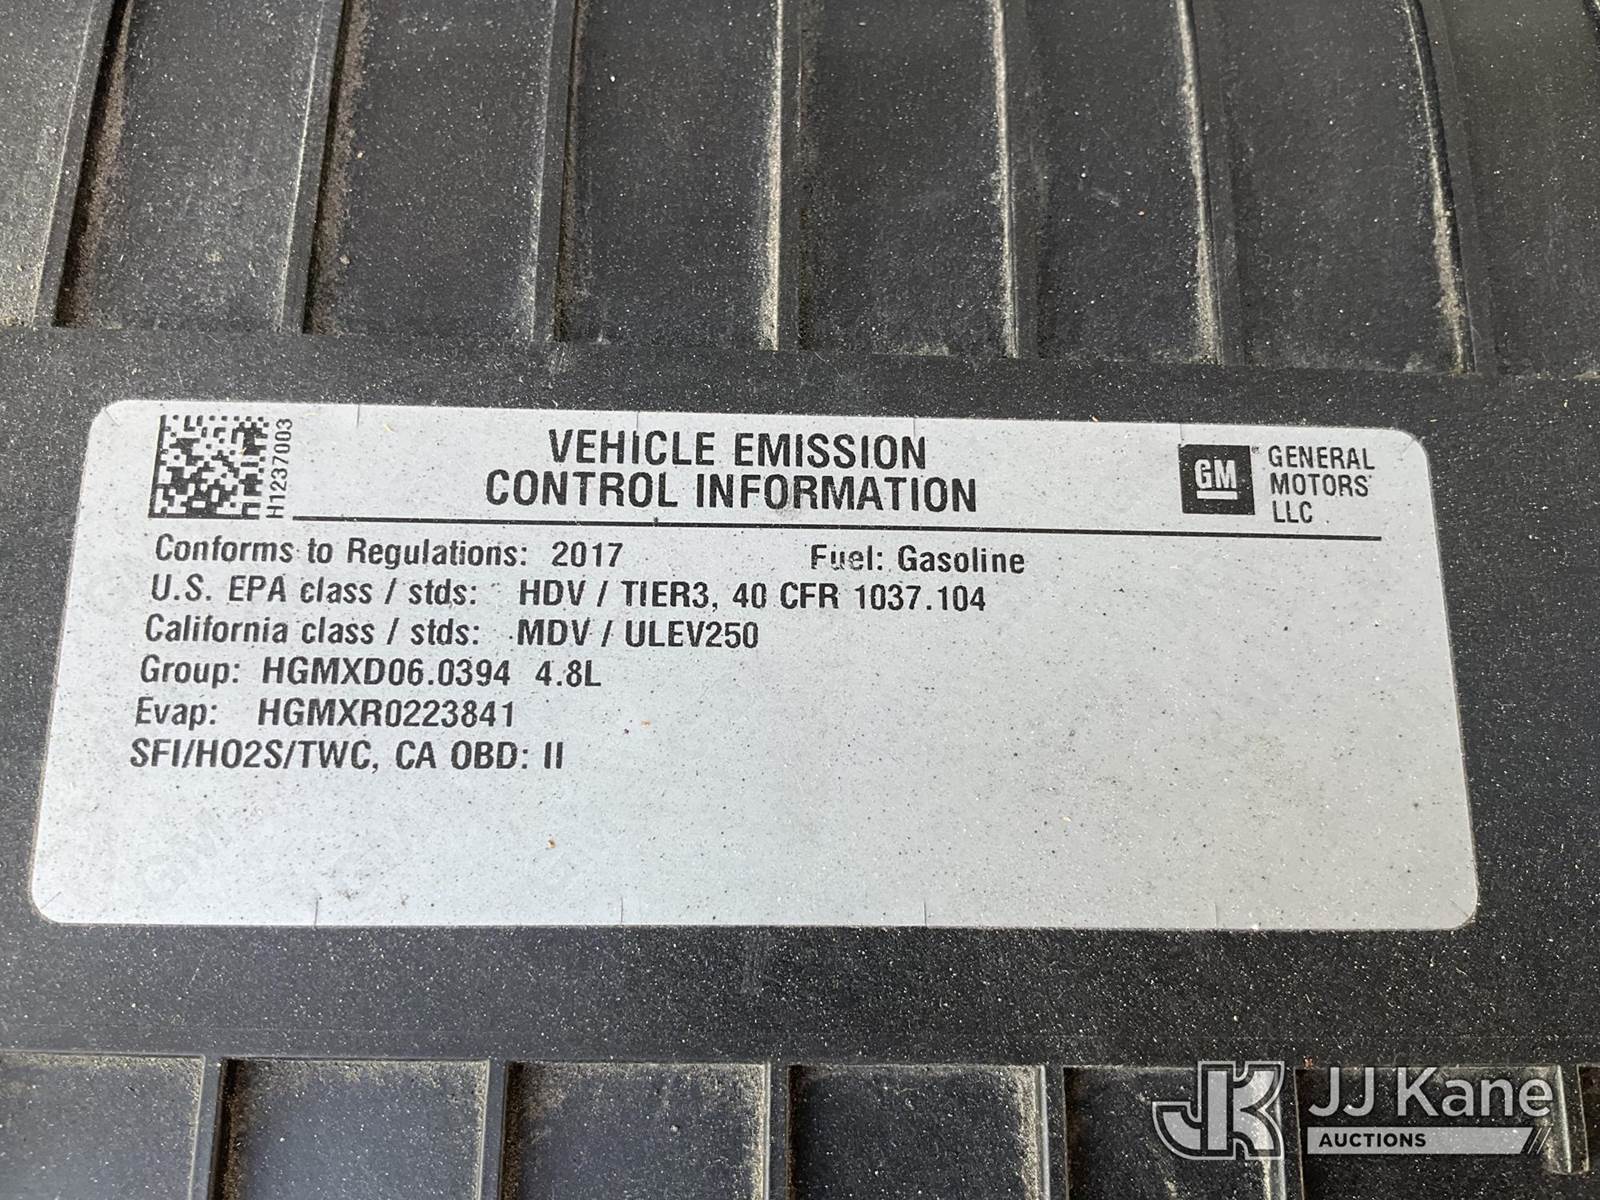 H1237003
VEHICLE EMISSION
CONTROL INFORMATION
GM
GENERAL
MOTORS
LLC
Conforms to Regulations: 2017 Fuel: Gasoline
U.S. EPA class / stds: HDV / TIER3, 40 CFR 1037.104
California class / stds: MDV / ULEV250
Group: HGMXD06.0394 4.8L
Evap: HGMXR0223841
SFI/HO2S/TWC, CA OBD: II
JK JJ Kane
AUCTIONS